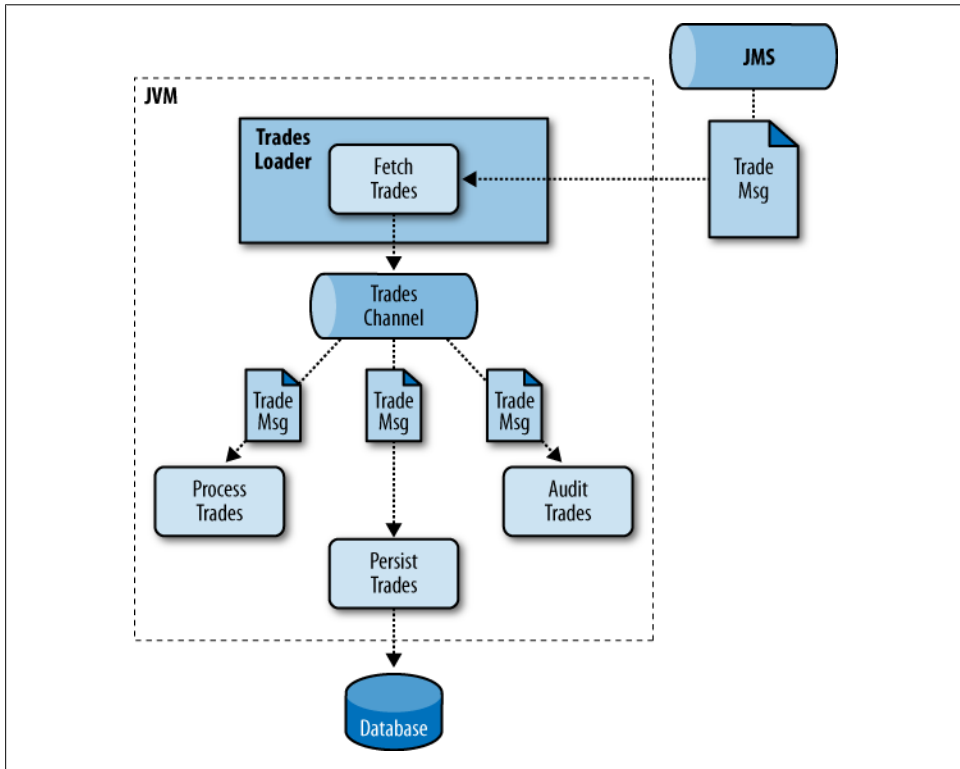 JMS
JVM
Trades
Loader
Fetch
Trades
Trade
Msg
Trades
Channel
Trade
Msg
Trade
Msg
Trade
Msg
Process
Trades
Audit
Trades
Persist
Trades
Database